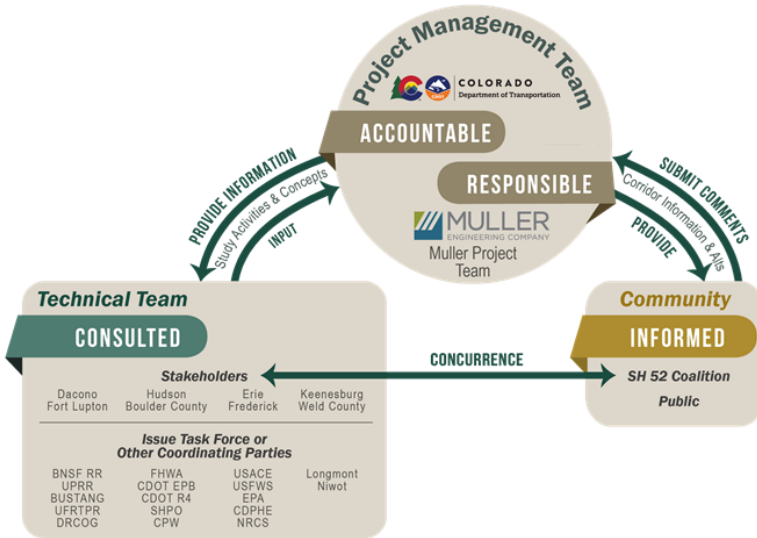 Project Management Team
COLORADO
Department of Transportation
ACCOUNTABLE
RESPONSIBLE
MULLER
ENGINEERING COMPANY
Muller Project
Team
PROVIDE INFORMATION
Study Activities & Concepts
INPUT
SUBMIT COMMENTS
Corridor Information & Alts
PROVIDE
Technical Team
CONSULTED
Stakeholders
Dacono Hudson Erie Keenesburg
Fort Lupton Boulder County Frederick Weld County
Issue Task Force or
Other Coordinating Parties
BNSF RR FHWA USACE Longmont
UPRR CDOT EPB USFWS Niwot
BUSTANG CDOT R4 EPA
UFRTPR SHPO CDPHE
DRCOG CPW NRCS
CONCURRENCE
Community
INFORMED
SH 52 Coalition
Public